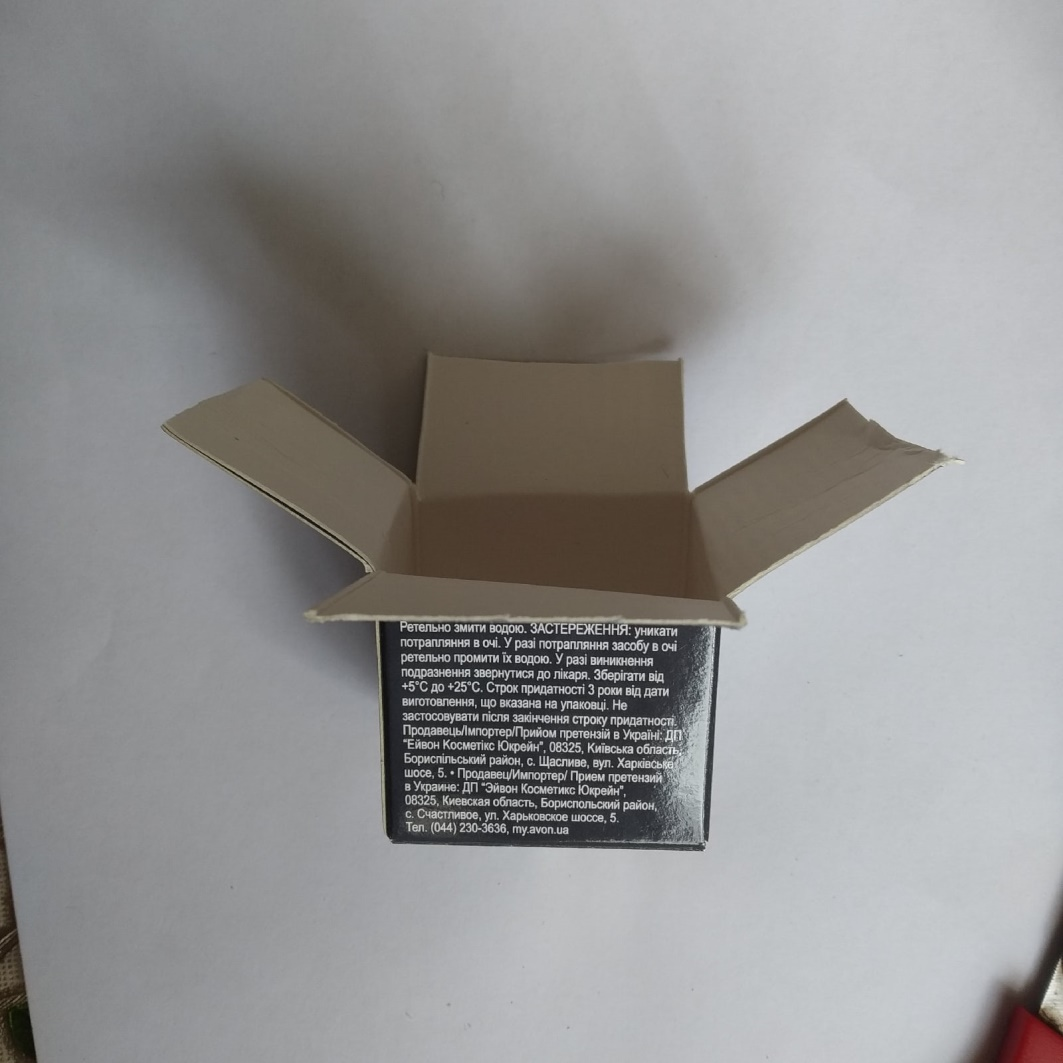 Ретельно змити водою. ЗАСТЕРЕЖЕННЯ: уникати
потрапляння в очі. У разі потрапляння засобу в очі
ретельно промити їх водою. У разі виникнення
подразнення звернутися до лікаря. Зберігати від
+5°С до +25°С. Строк придатності 3 роки від дати
виготовлення, що вказана на упаковці. Не
застосовувати після закінчення строку придатності.
Продавець/Імпортер/Прийом претензій в Україні: ДП
"Ейвон Косметікс Юкрейн", 08325, Київська область,
Бориспільський район, с. Щасливе, вул. Харківське
шосе, 5. • Продавец/Импортер/ Прием претензий
в Украине: ДП "Эйвон Косметикс Юкрейн",
08325, Киевская область, Бориспольский район,
с. Счастливое, ул. Харьковское шоссе, 5.
Тел. (044) 230-3636, my.avon.ua